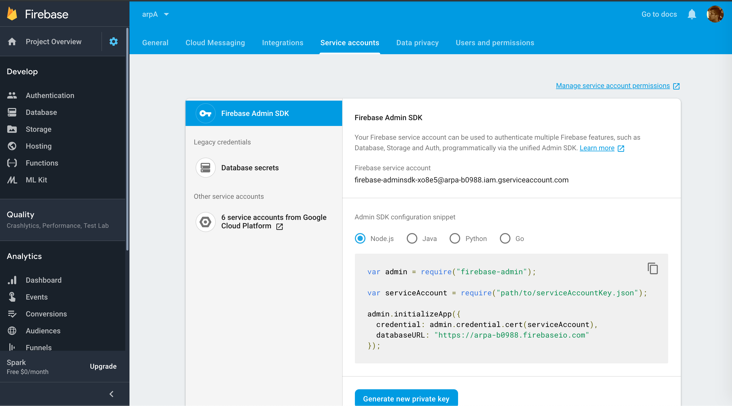 Firebase
arpA
Go to docs
Project Overview
General
Cloud Messaging
Integrations
Service accounts
Data privacy
Users and permissions
Develop
Authentication
Database
Storage
Hosting
Functions
ML Kit
Quality
Crashlytics, Performance, Test Lab
Analytics
Dashboard
Events
Conversions
Audiences
Funnels
Spark
Free $0/month
Upgrade
Manage service account permissions
Firebase Admin SDK
Legacy credentials
Database secrets
Other service accounts
6 service accounts from Google
Cloud Platform
Firebase Admin SDK
Your Firebase service account can be used to authenticate multiple Firebase features, such as
Database, Storage and Auth, programmatically via the unified Admin SDK. Learn more
Firebase service account
firebase-adminsdk-xo8e5@arpa-b0988.iam.gserviceaccount.com
Admin SDK configuration snippet
Node.js
Java
Python
Go
var admin = require("firebase-admin");
var serviceAccount = require("path/to/serviceAccountKey.json");
admin.initializeApp({
  credential: admin.credential.cert(serviceAccount),
  databaseURL: "https://arpa-b0988.firebaseio.com"
});
Generate new private key